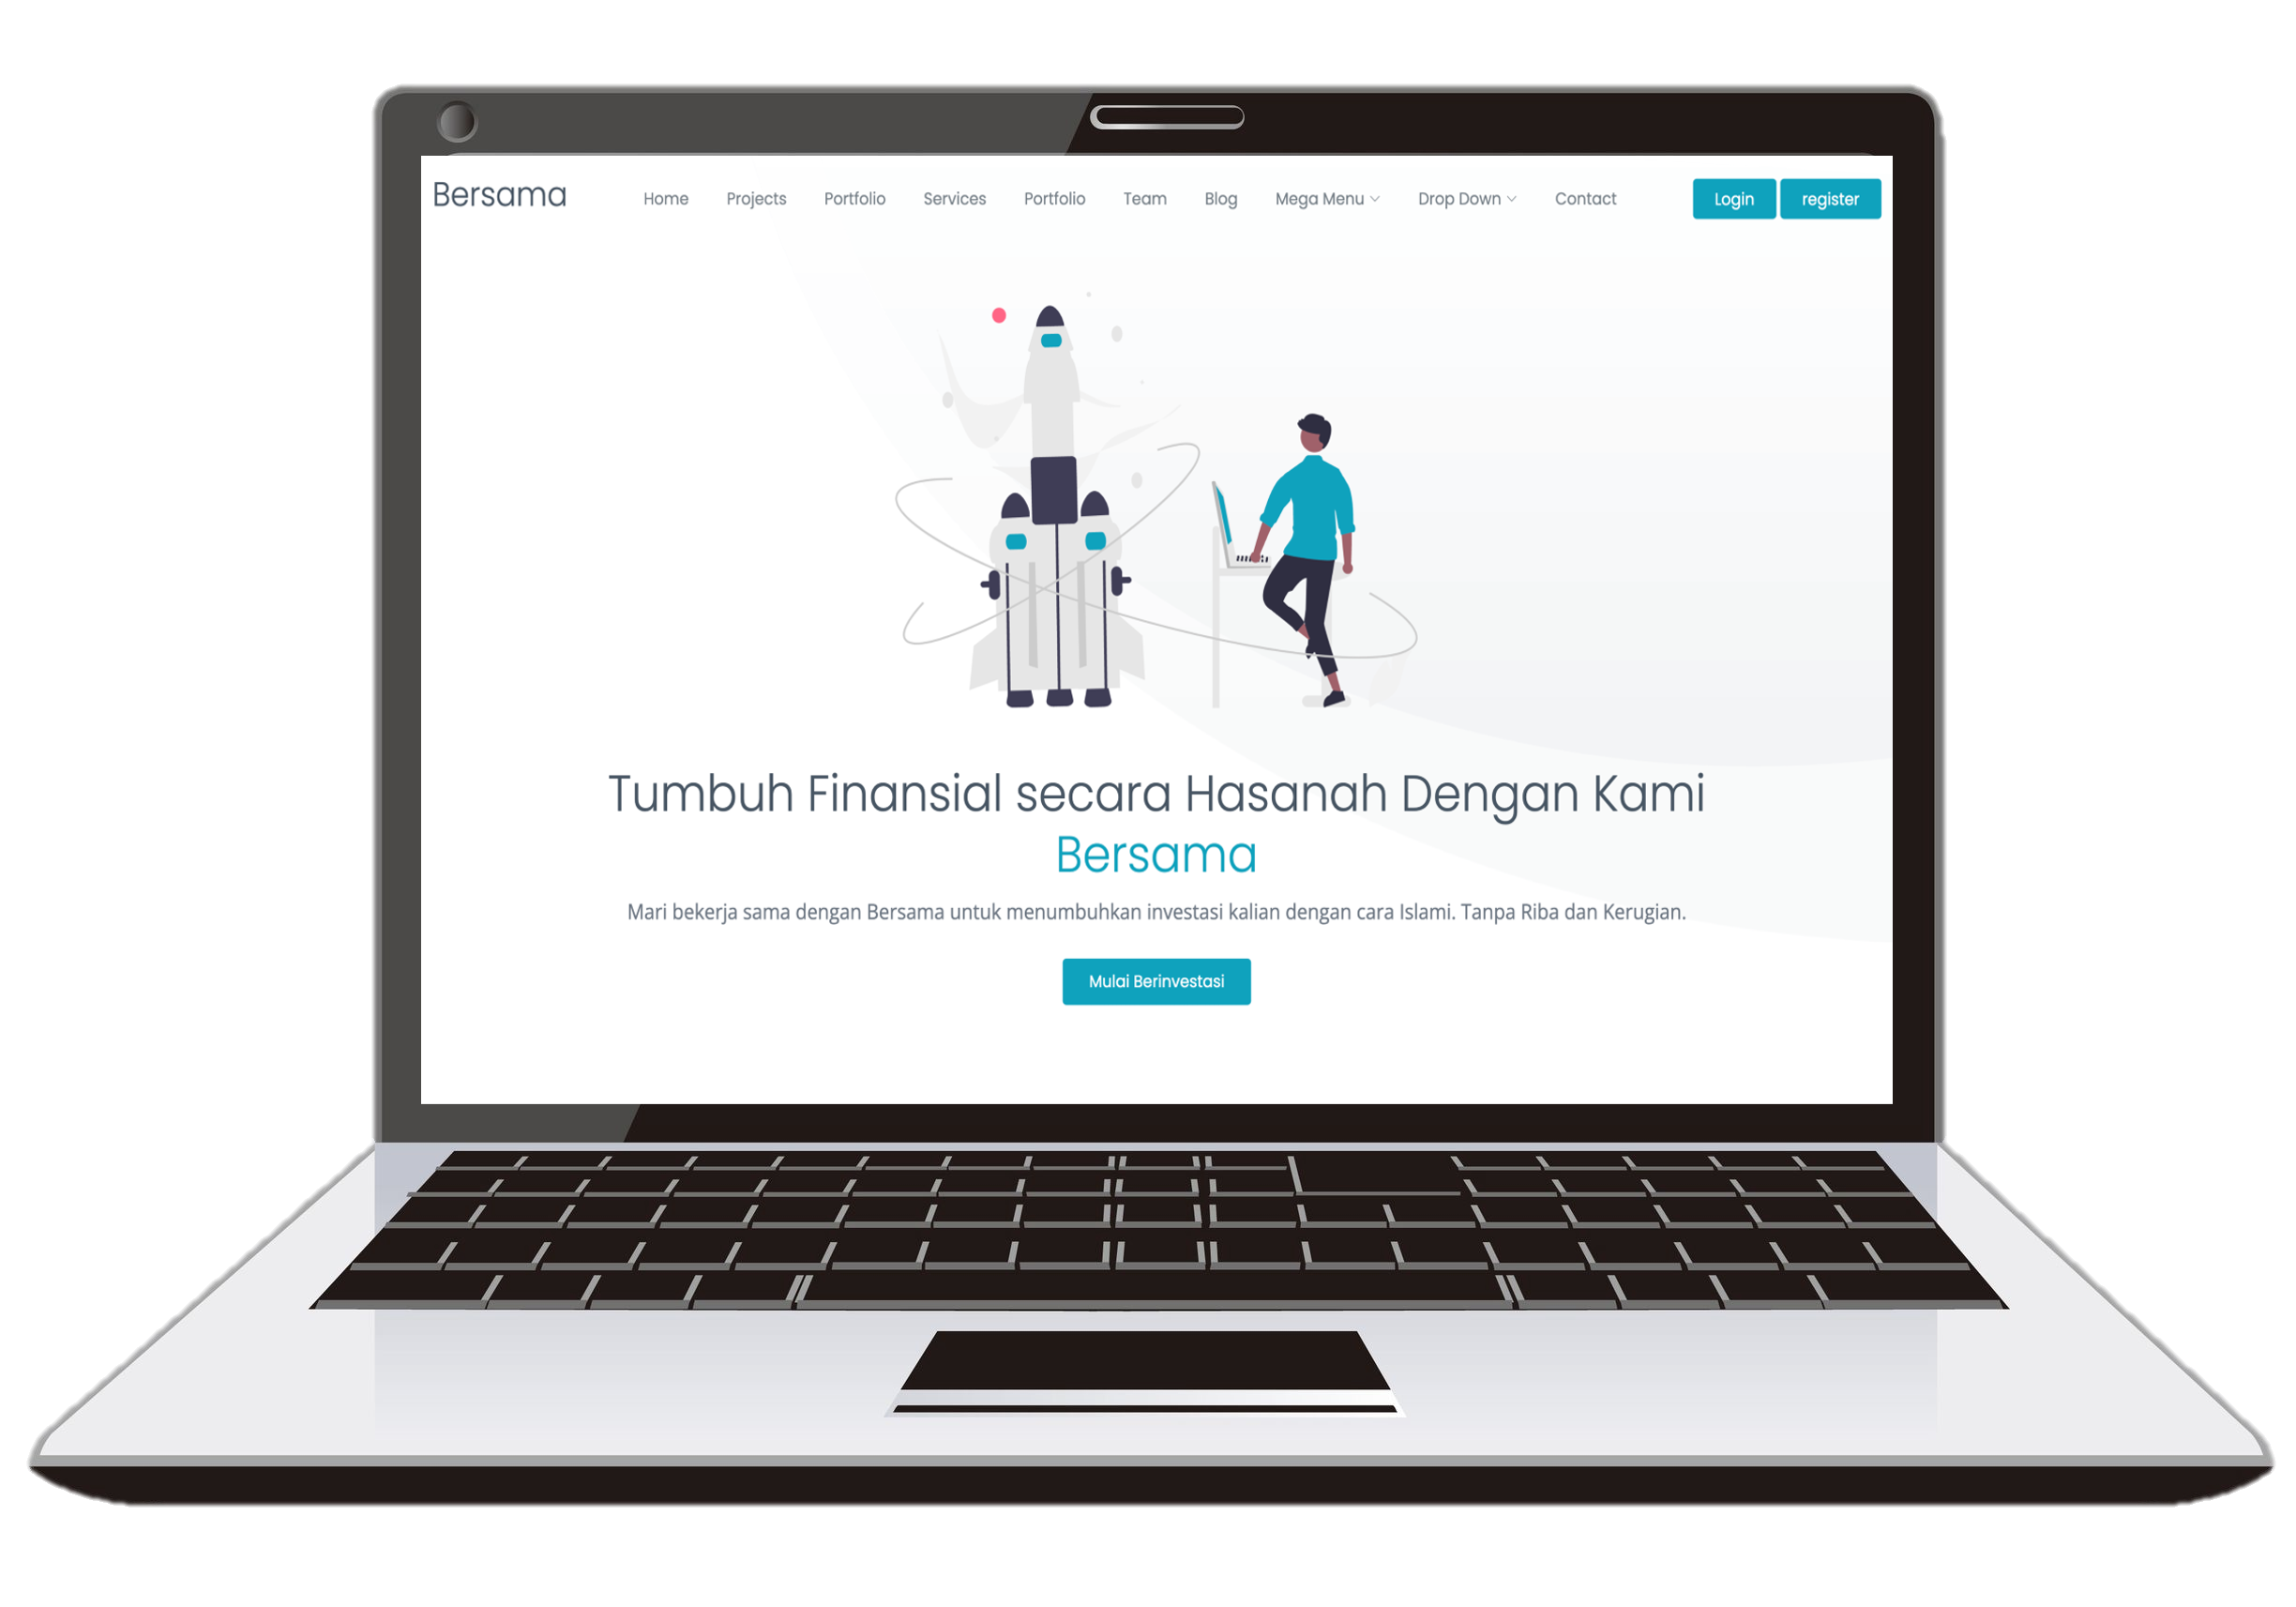 Bersama
Home Projects Portfolio Services Portfolio Team Blog Mega Menu Drop Down Contact Login register
Tumbuh Finansial secara Hasanah Dengan Kami
Bersama
Mari bekerja sama dengan Bersama untuk menumbuhkan investasi kalian dengan cara Islami. Tanpa Riba dan Kerugian.
Mulai Berinvestasi